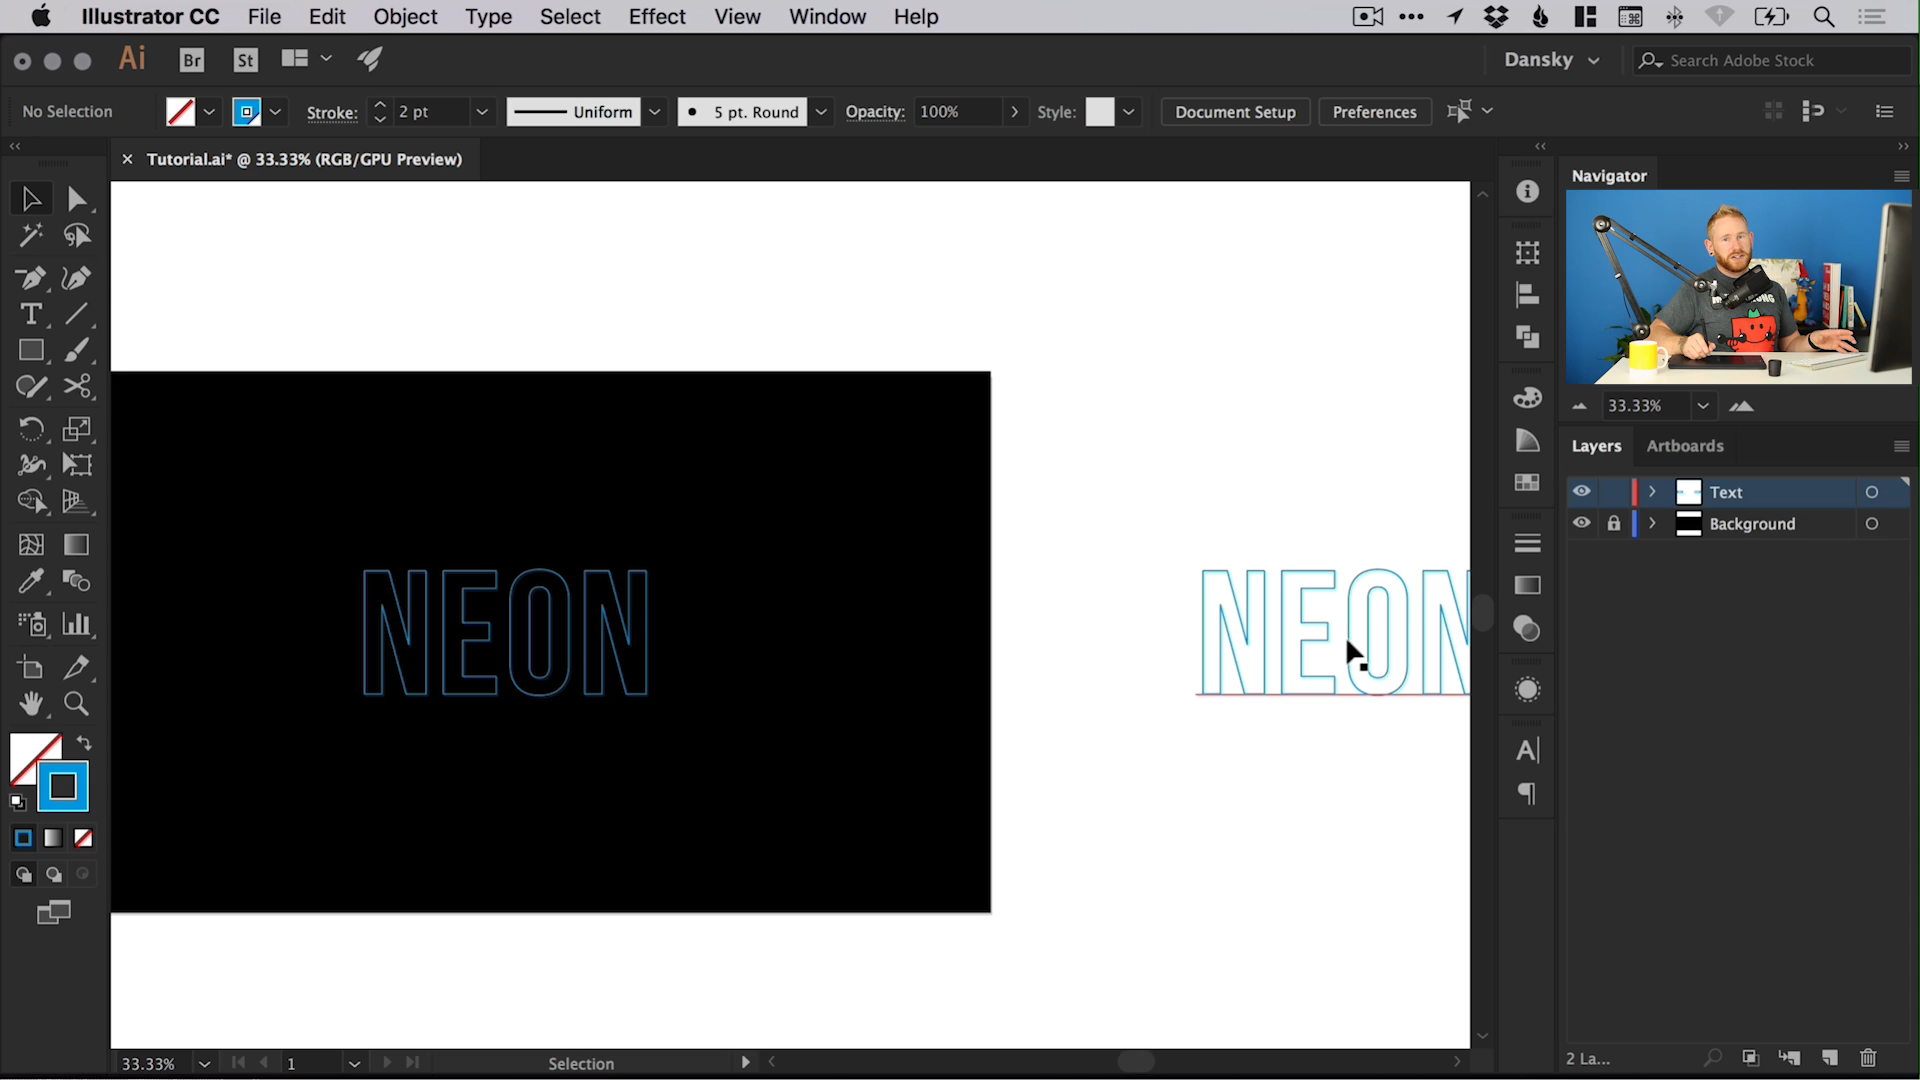 Illustrator CC File Edit Object Type Select Effect View Window Help
Ai Br St Dansky Search Adobe Stock
No Selection Stroke: 2 pt Uniform 5 pt. Round Opacity: 100% Style: Document Setup Preferences
× Tutorial.ai* @ 33.33% (RGB/GPU Preview)
Navigator
33.33%
Layers Artboards
Text
Background
NEON
NEON
33.33% 1 Selection
2 La...